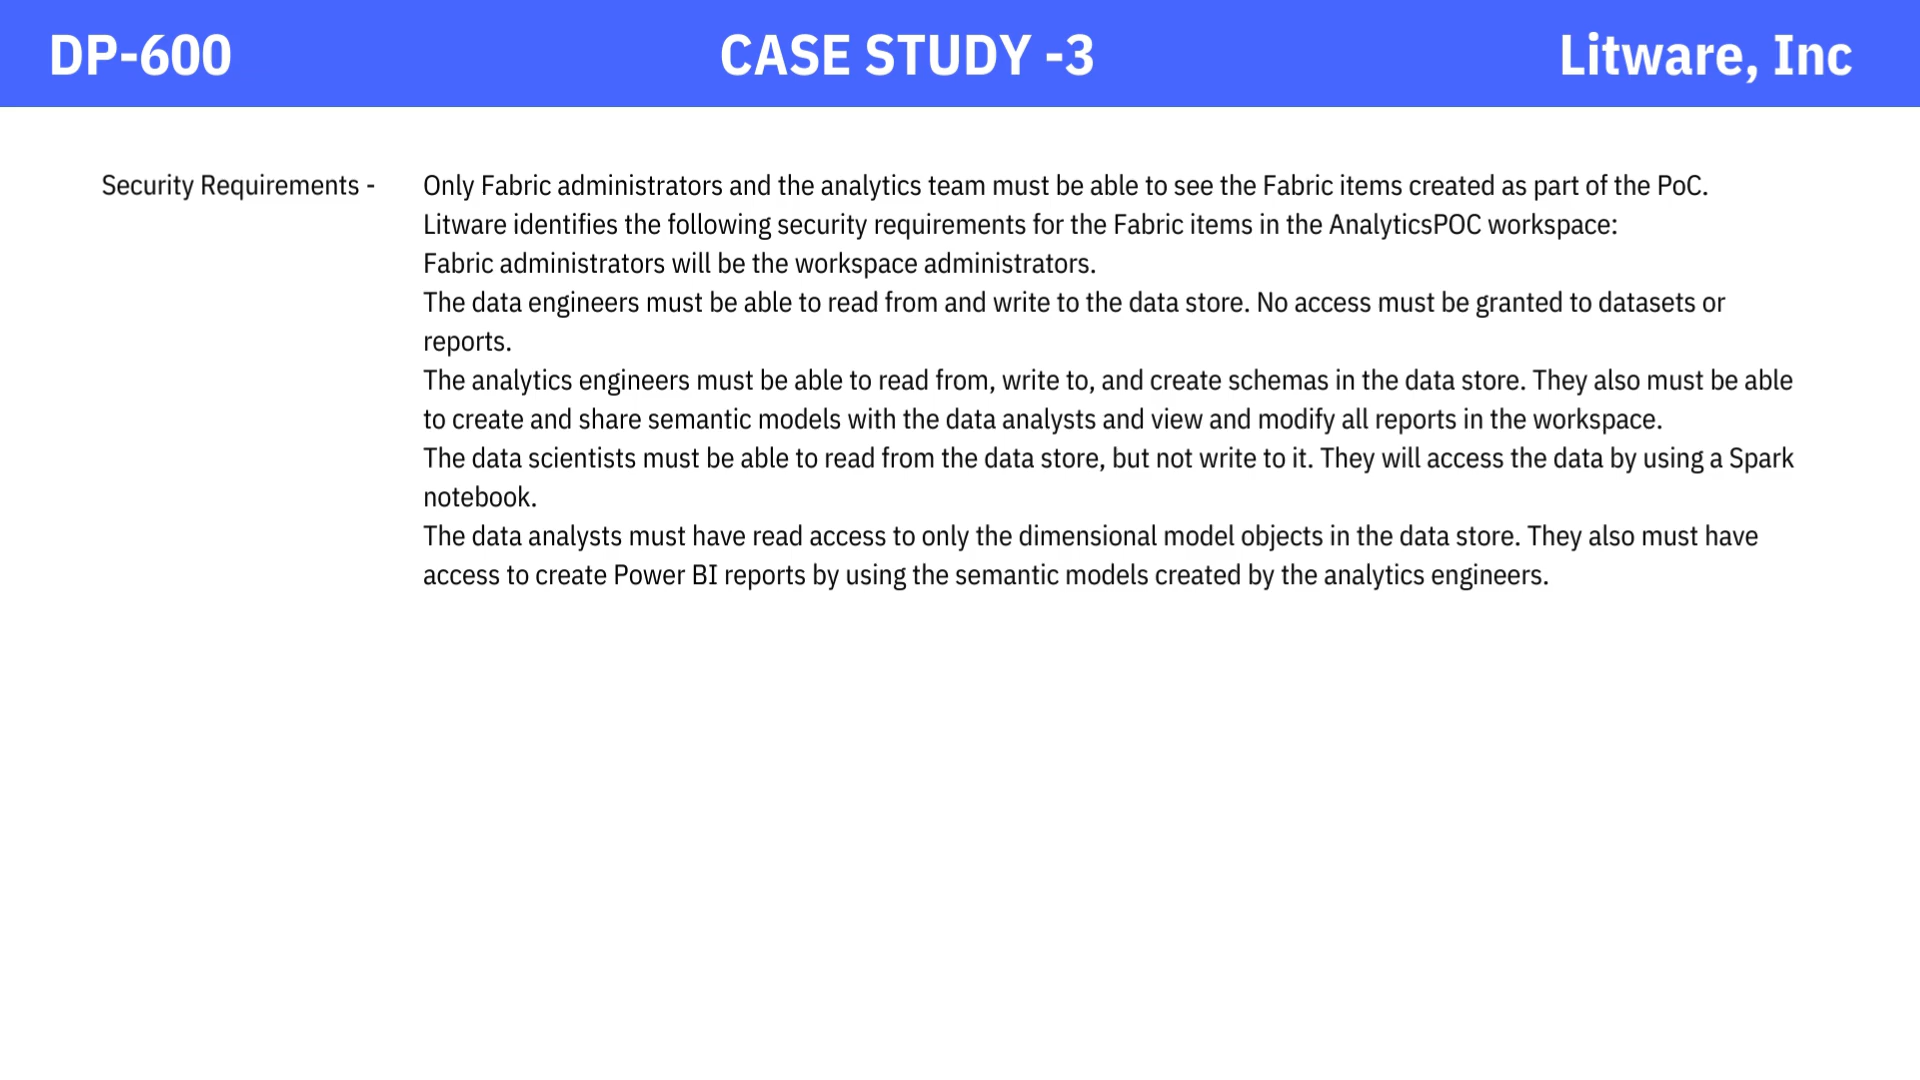 DP-600 CASE STUDY -3 Litware, Inc
Security Requirements - Only Fabric administrators and the analytics team must be able to see the Fabric items created as part of the PoC.
Litware identifies the following security requirements for the Fabric items in the AnalyticsPOC workspace:
Fabric administrators will be the workspace administrators.
The data engineers must be able to read from and write to the data store. No access must be granted to datasets or
reports.
The analytics engineers must be able to read from, write to, and create schemas in the data store. They also must be able
to create and share semantic models with the data analysts and view and modify all reports in the workspace.
The data scientists must be able to read from the data store, but not write to it. They will access the data by using a Spark
notebook.
The data analysts must have read access to only the dimensional model objects in the data store. They also must have
access to create Power BI reports by using the semantic models created by the analytics engineers.